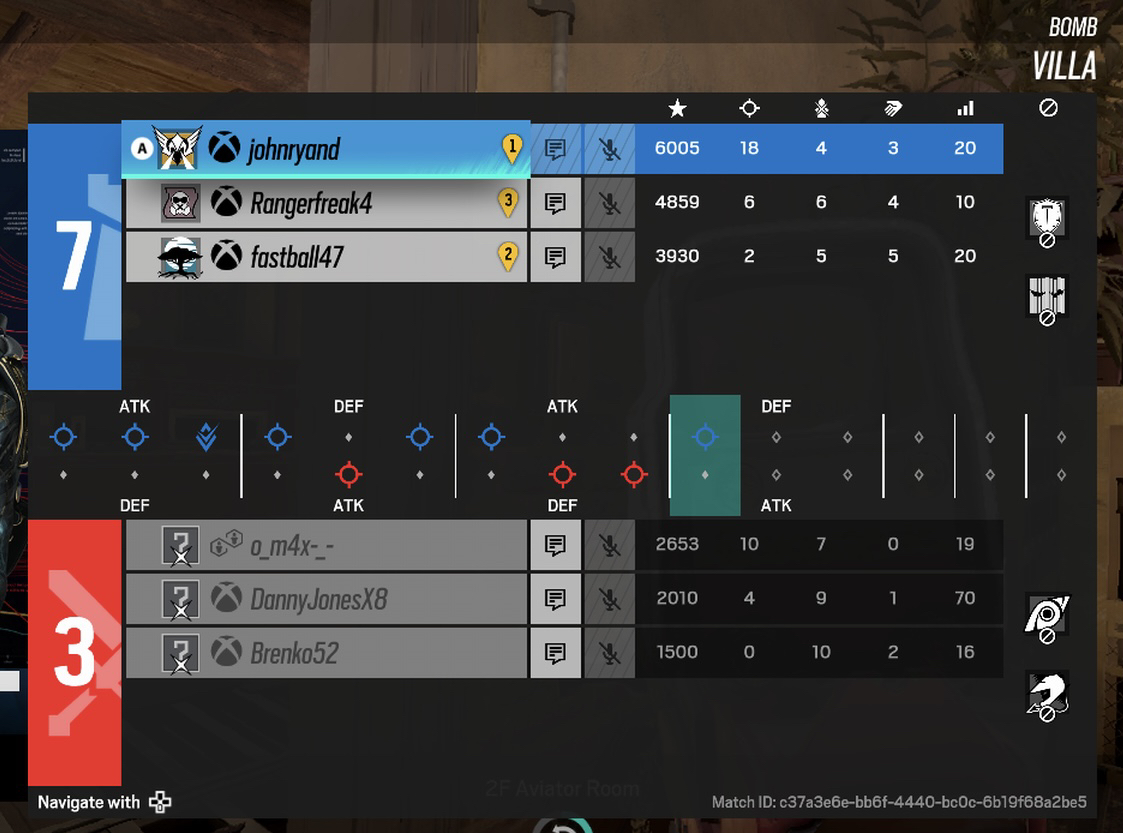 BOMB
VILLA
7
A johnryand 1 6005 18 4 3 20
Rangerfreak4 3 4859 6 6 4 10
fastball47 2 3930 2 5 5 20
ATK DEF ATK DEF
DEF ATK DEF ATK
3
? o_m4x-_- 2653 10 7 0 19
? DannyJonesX8 2010 4 9 1 70
? Brenko52 1500 0 10 2 16
2F Aviator Room
Navigate with
Match ID: c37a3e6e-bb6f-4440-bc0c-6b19f68a2be5